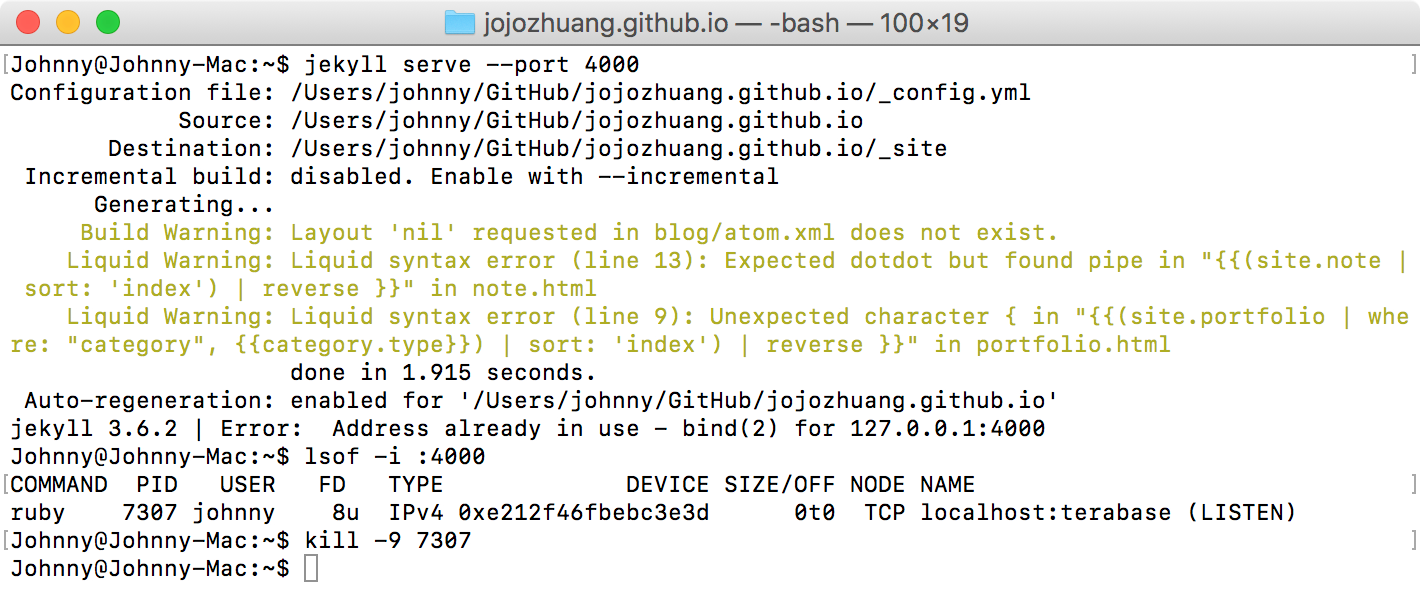 jojozhuang.github.io — -bash — 100×19
[Johnny@Johnny-Mac:~$ jekyll serve --port 4000 ]
Configuration file: /Users/johnny/GitHub/jojozhuang.github.io/_config.yml
Source: /Users/johnny/GitHub/jojozhuang.github.io
Destination: /Users/johnny/GitHub/jojozhuang.github.io/_site
Incremental build: disabled. Enable with --incremental
Generating...
Build Warning: Layout 'nil' requested in blog/atom.xml does not exist.
Liquid Warning: Liquid syntax error (line 13): Expected dotdot but found pipe in "{{(site.note |
sort: 'index') | reverse }}" in note.html
Liquid Warning: Liquid syntax error (line 9): Unexpected character { in "{{(site.portfolio | whe
re: "category", {{category.type}}) | sort: 'index') | reverse }}" in portfolio.html
done in 1.915 seconds.
Auto-regeneration: enabled for '/Users/johnny/GitHub/jojozhuang.github.io'
jekyll 3.6.2 | Error:  Address already in use - bind(2) for 127.0.0.1:4000
Johnny@Johnny-Mac:~$ lsof -i :4000
[COMMAND  PID   USER   FD   TYPE             DEVICE SIZE/OFF NODE NAME ]
ruby    7307 johnny    8u  IPv4 0xe212f46fbebc3e3d      0t0  TCP localhost:terabase (LISTEN)
[Johnny@Johnny-Mac:~$ kill -9 7307 ]
Johnny@Johnny-Mac:~$